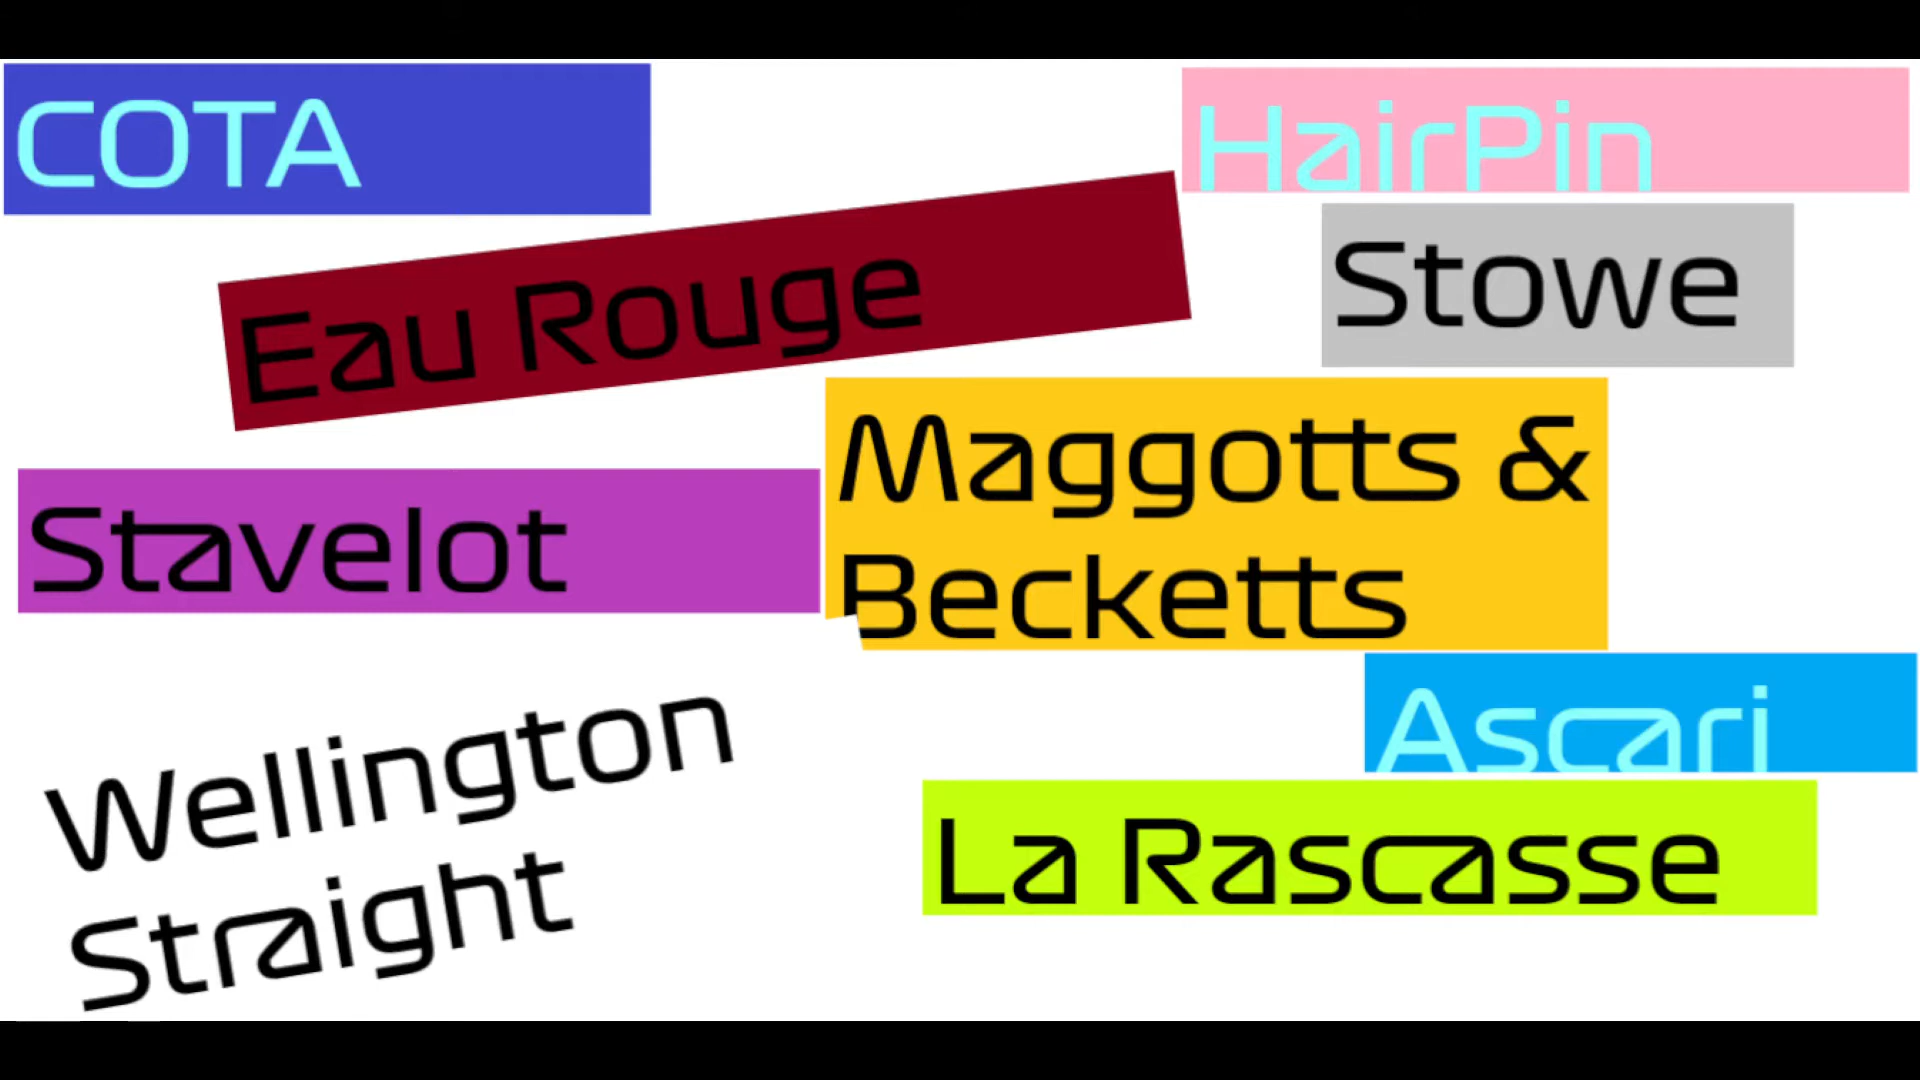 COTA
HairPin
Eau Rouge
Stowe
Maggotts &
Becketts
Stavelot
Ascari
Wellington
Straight
La Rascasse